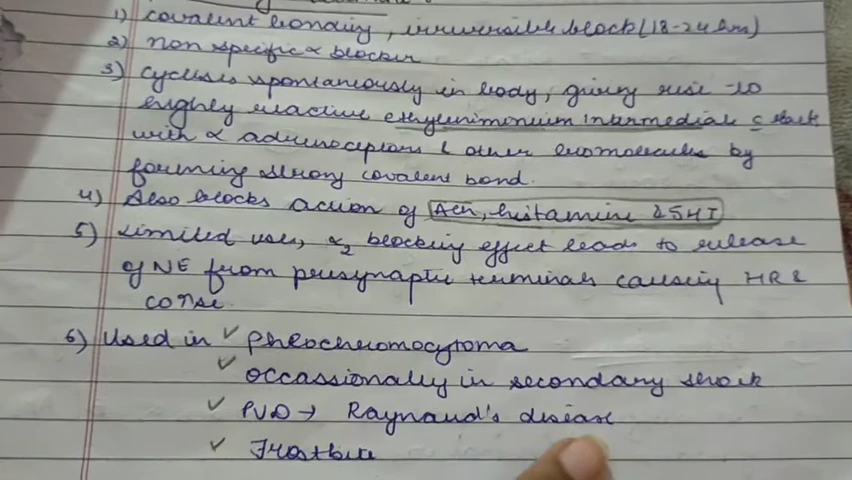 1) covalent bonding, irreversible block (18-24 hrs)
2) non specific α blocker
3) cyclises spontaneously in body, giving rise to
highly reactive ethyleniminium intermediate c̲ react
with α adrenoceptors & other biomolecules by
forming strong covalent bond.
4) Also blocks action of Ach, histamine & 5HT
5) Limited use, α2 blocking effect leads to release
of NE from presynaptic terminals causing HR &
CO↑se.
6) Used in ✓ Pheochromocytoma
✓ occassionally in secondary shock
✓ PVD → Raynaud's disease
✓ Frostbite